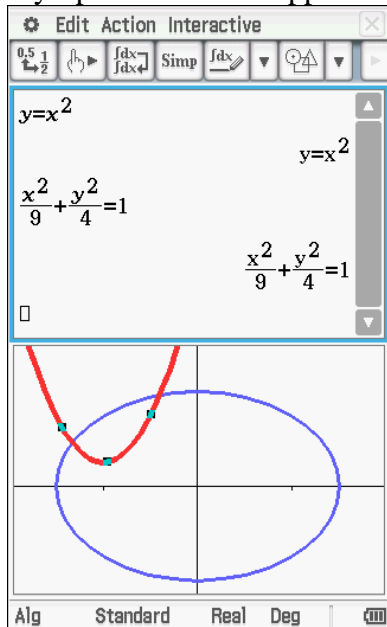 Edit Action Interactive
0.5 1/2 ∫dx ∫dx Simp ∫dx
y=x^2
y=x^2
x^2/9+y^2/4=1
x^2/9+y^2/4=1
Alg Standard Real Deg